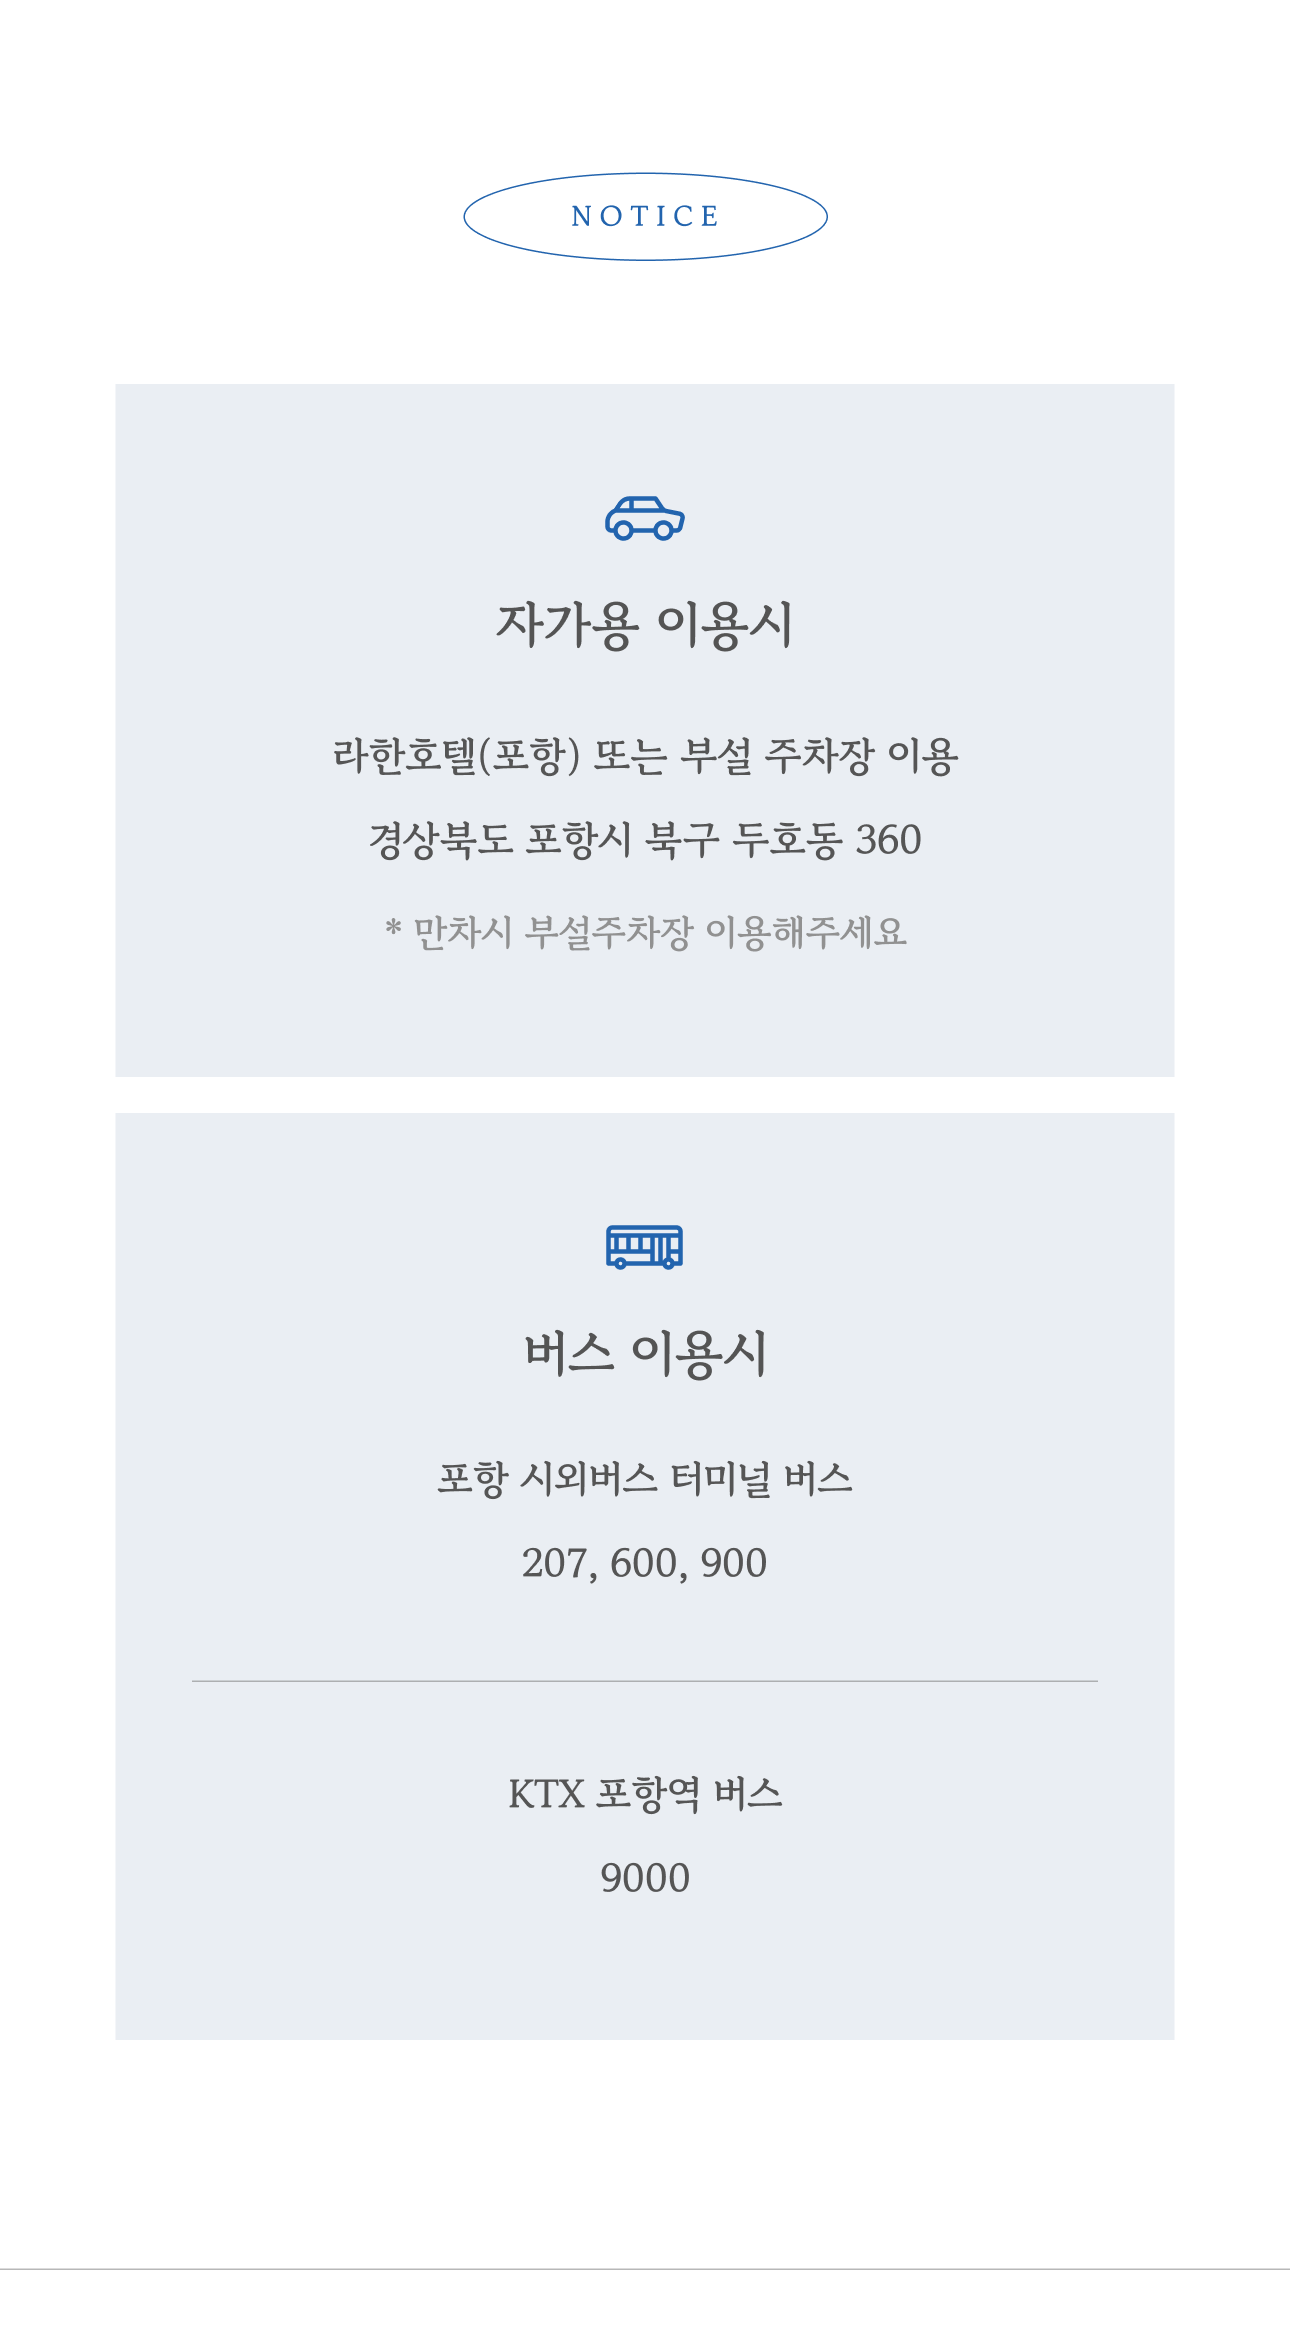 NOTICE
자가용 이용시
라한호텔(포항) 또는 부설 주차장 이용
경상북도 포항시 북구 두호동 360
* 만차시 부설주차장 이용해주세요
버스 이용시
포항 시외버스 터미널 버스
207, 600, 900
KTX 포항역 버스
9000